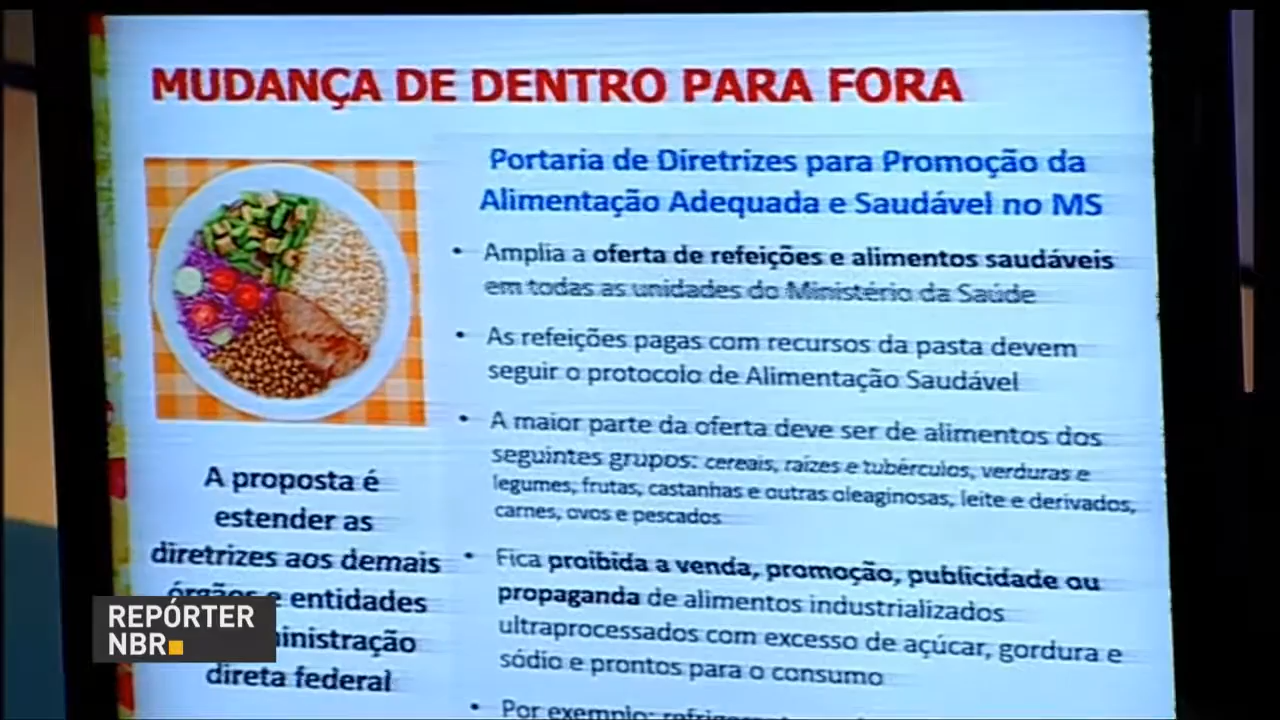 MUDANÇA DE DENTRO PARA FORA
Portaria de Diretrizes para Promoção da
Alimentação Adequada e Saudável no MS
• Amplia a oferta de refeições e alimentos saudáveis
em todas as unidades do Ministério da Saúde
• As refeições pagas com recursos da pasta devem
seguir o protocolo de Alimentação Saudável
• A maior parte da oferta deve ser de alimentos dos
seguintes grupos: cereais, raízes e tubérculos, verduras e
legumes, frutas, castanhas e outras oleaginosas, leite e derivados,
carnes, ovos e pescados
• Fica proibida a venda, promoção, publicidade ou
propaganda de alimentos industrializados
ultraprocessados com excesso de açúcar, gordura e
sódio e prontos para o consumo
• Por exemplo:
A proposta é
estender as
diretrizes aos demais
órgãos e entidades
direta federal
REPÓRTER
NBR